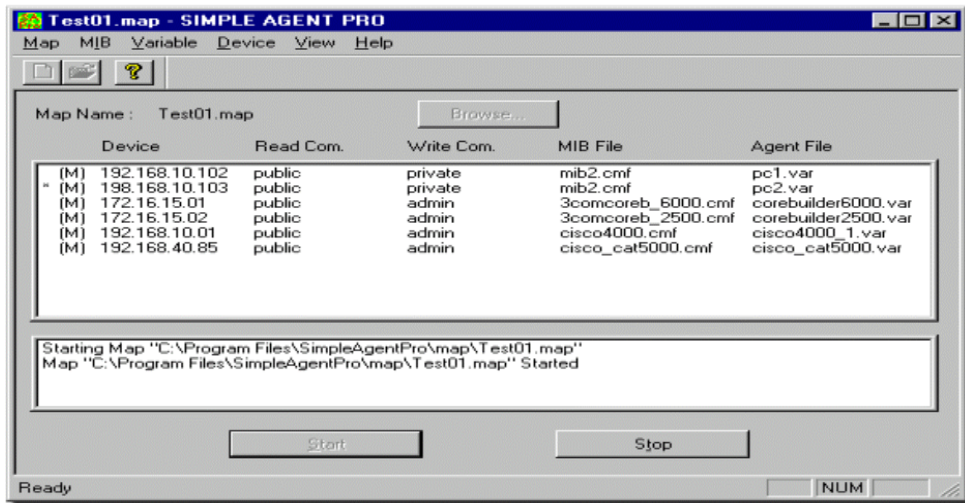 Test01.map - SIMPLE AGENT PRO
Map MIB Variable Device View Help
Map Name : Test01.map Browse...
Device Read Com. Write Com. MIB File Agent File
(M) 192.168.10.102 public private mib2.cmf pc1.var
* (M) 198.168.10.103 public private mib2.cmf pc2.var
(M) 172.16.15.01 public admin 3comcoreb_6000.cmf corebuilder6000.var
(M) 172.16.15.02 public admin 3comcoreb_2500.cmf corebuilder2500.var
(M) 192.168.10.01 public admin cisco4000.cmf cisco4000_1.var
(M) 192.168.40.85 public admin cisco_cat5000.cmf cisco_cat5000.var
Starting Map "C:\Program Files\SimpleAgentPro\map\Test01.map"
Map "C:\Program Files\SimpleAgentPro\map\Test01.map" Started
Start Stop
Ready NUM